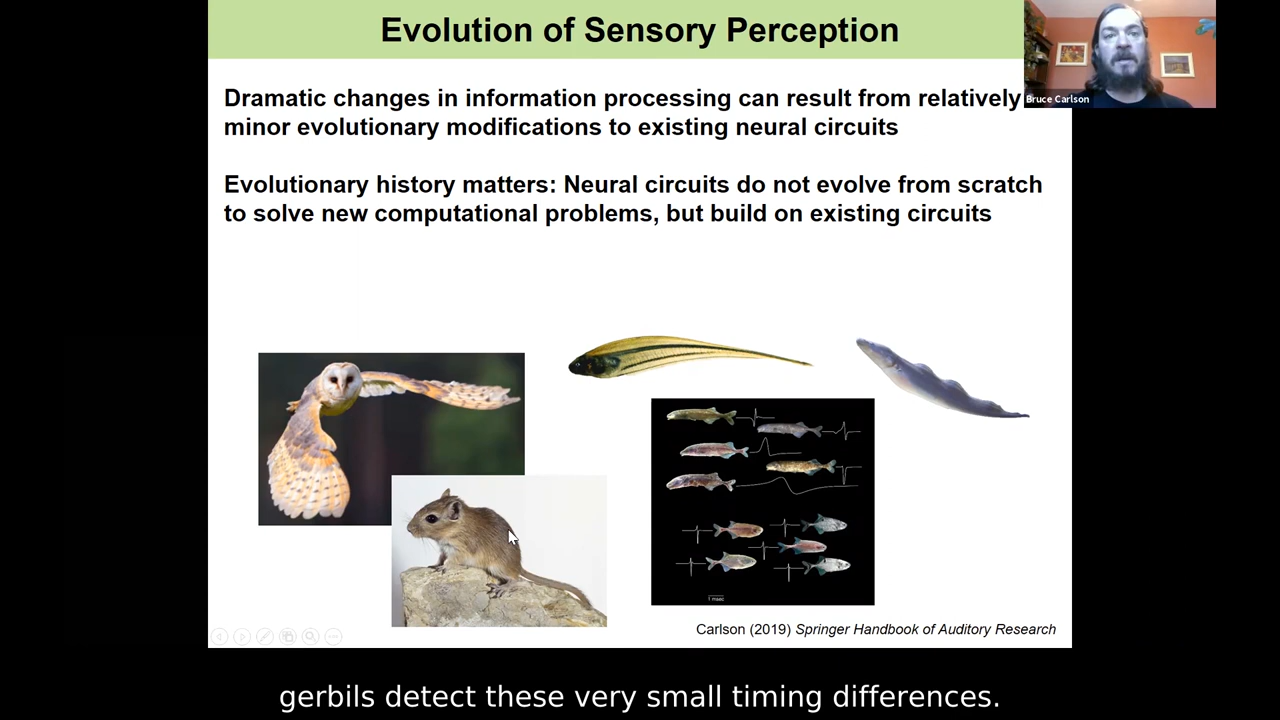 Evolution of Sensory Perception
Bruce Carlson
Dramatic changes in information processing can result from relatively
minor evolutionary modifications to existing neural circuits
Evolutionary history matters: Neural circuits do not evolve from scratch
to solve new computational problems, but build on existing circuits
1 msec
Carlson (2019) Springer Handbook of Auditory Research
gerbils detect these very small timing differences.